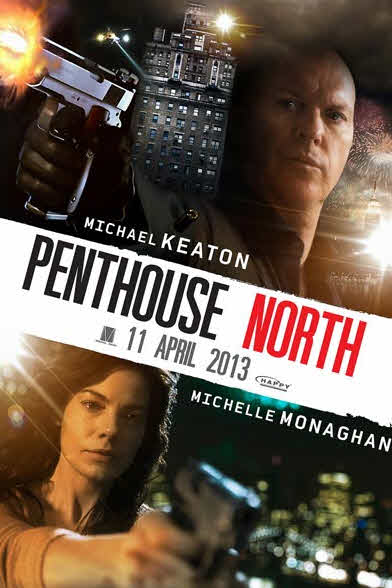 MICHAEL KEATON
PENTHOUSE NORTH
11 APRIL 2013
HAPPY
MICHELLE MONAGHAN